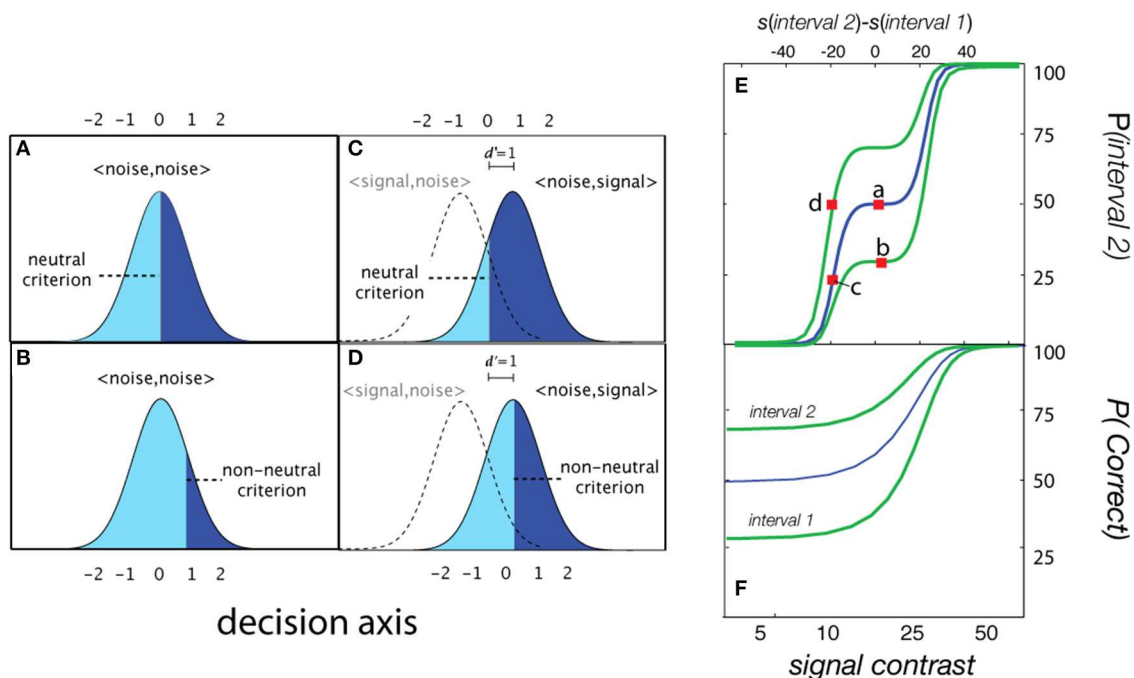 -2 -1 0 1 2
A
<noise,noise>
neutral
criterion
-2 -1 0 1 2
C
d'=1
<signal,noise>
<noise,signal>
neutral
criterion
B
<noise,noise>
non-neutral
criterion
-2 -1 0 1 2
D
d'=1
<signal,noise>
<noise,signal>
non-neutral
criterion
-2 -1 0 1 2
decision axis
s(interval 2)-s(interval 1)
-40 -20 0 20 40
E
100
75
50
25
d
a
b
c
P(interval 2)
100
75
50
25
interval 2
interval 1
F
P(Correct)
5 10 25 50
signal contrast